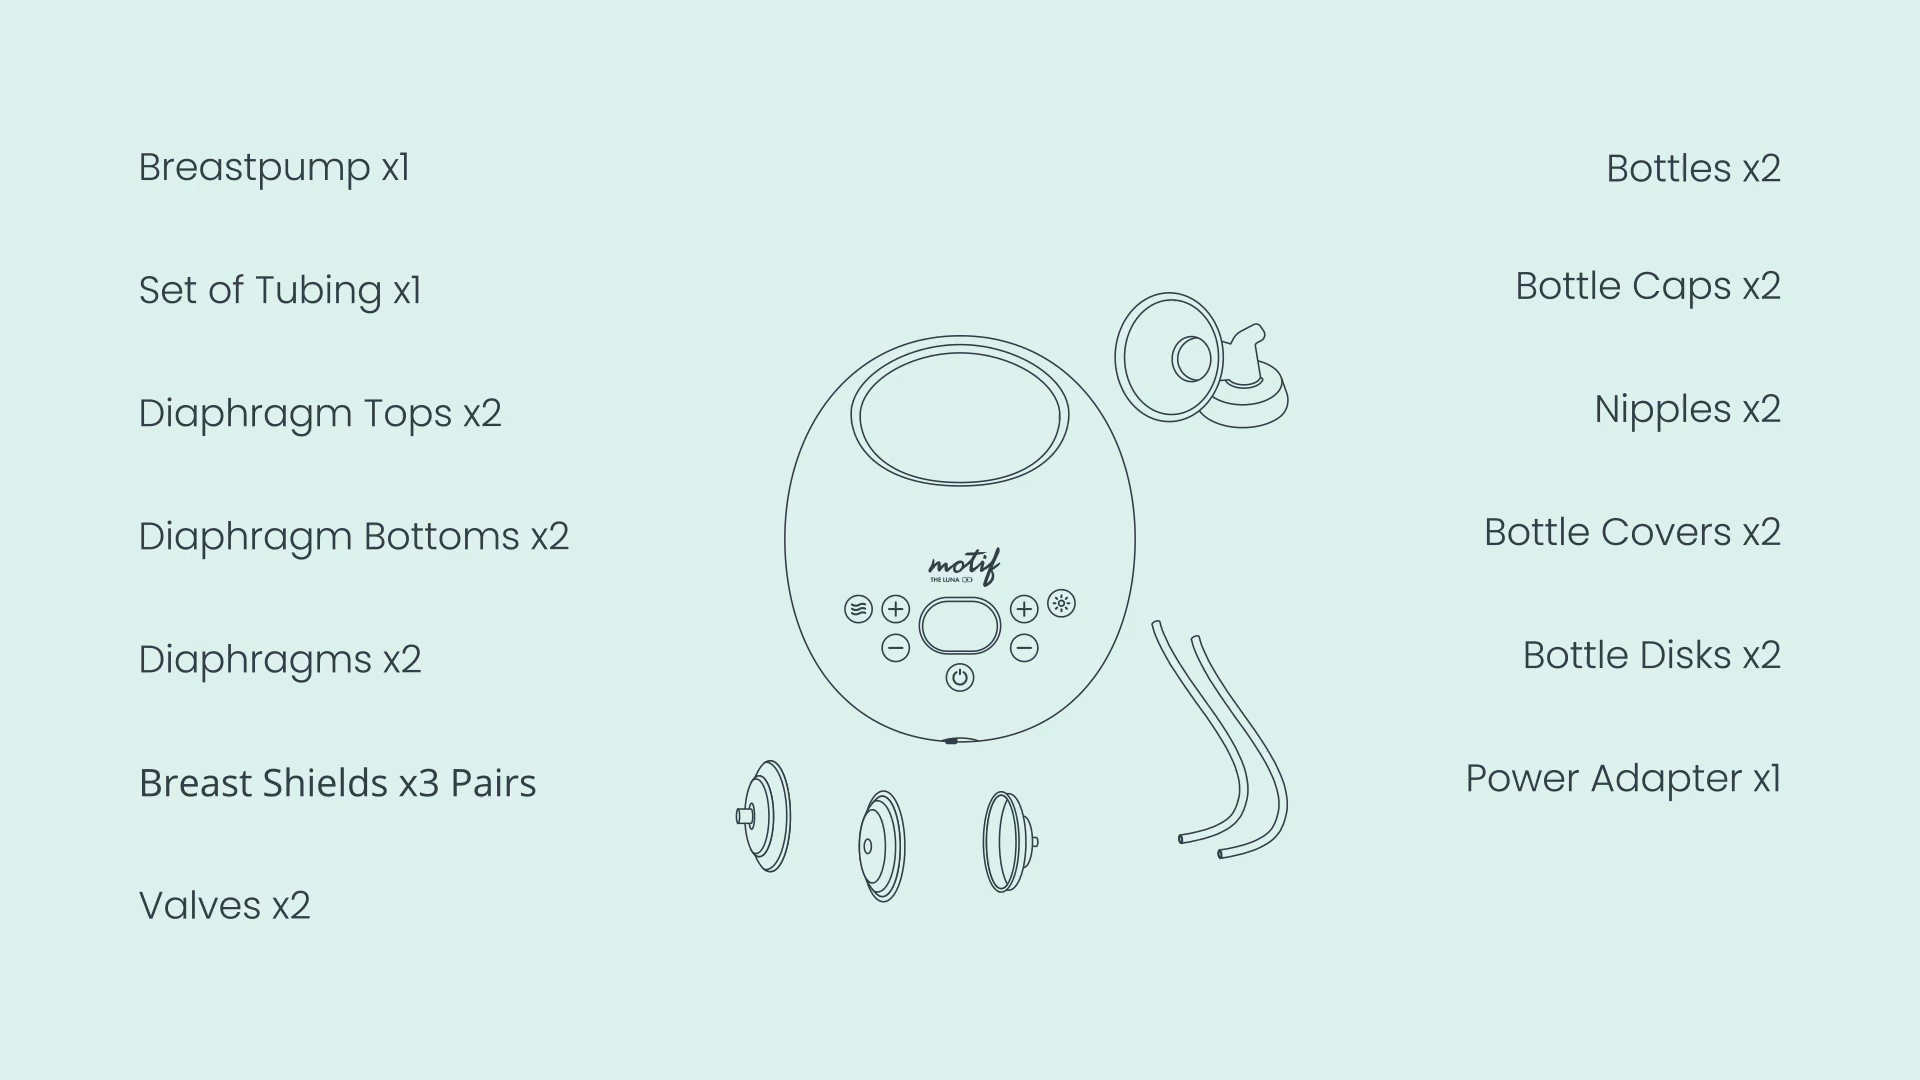 Breastpump x1
Set of Tubing x1
Diaphragm Tops x2
Diaphragm Bottoms x2
Diaphragms x2
Breast Shields x3 Pairs
Valves x2
motif
THE LUNA
Bottles x2
Bottle Caps x2
Nipples x2
Bottle Covers x2
Bottle Disks x2
Power Adapter x1